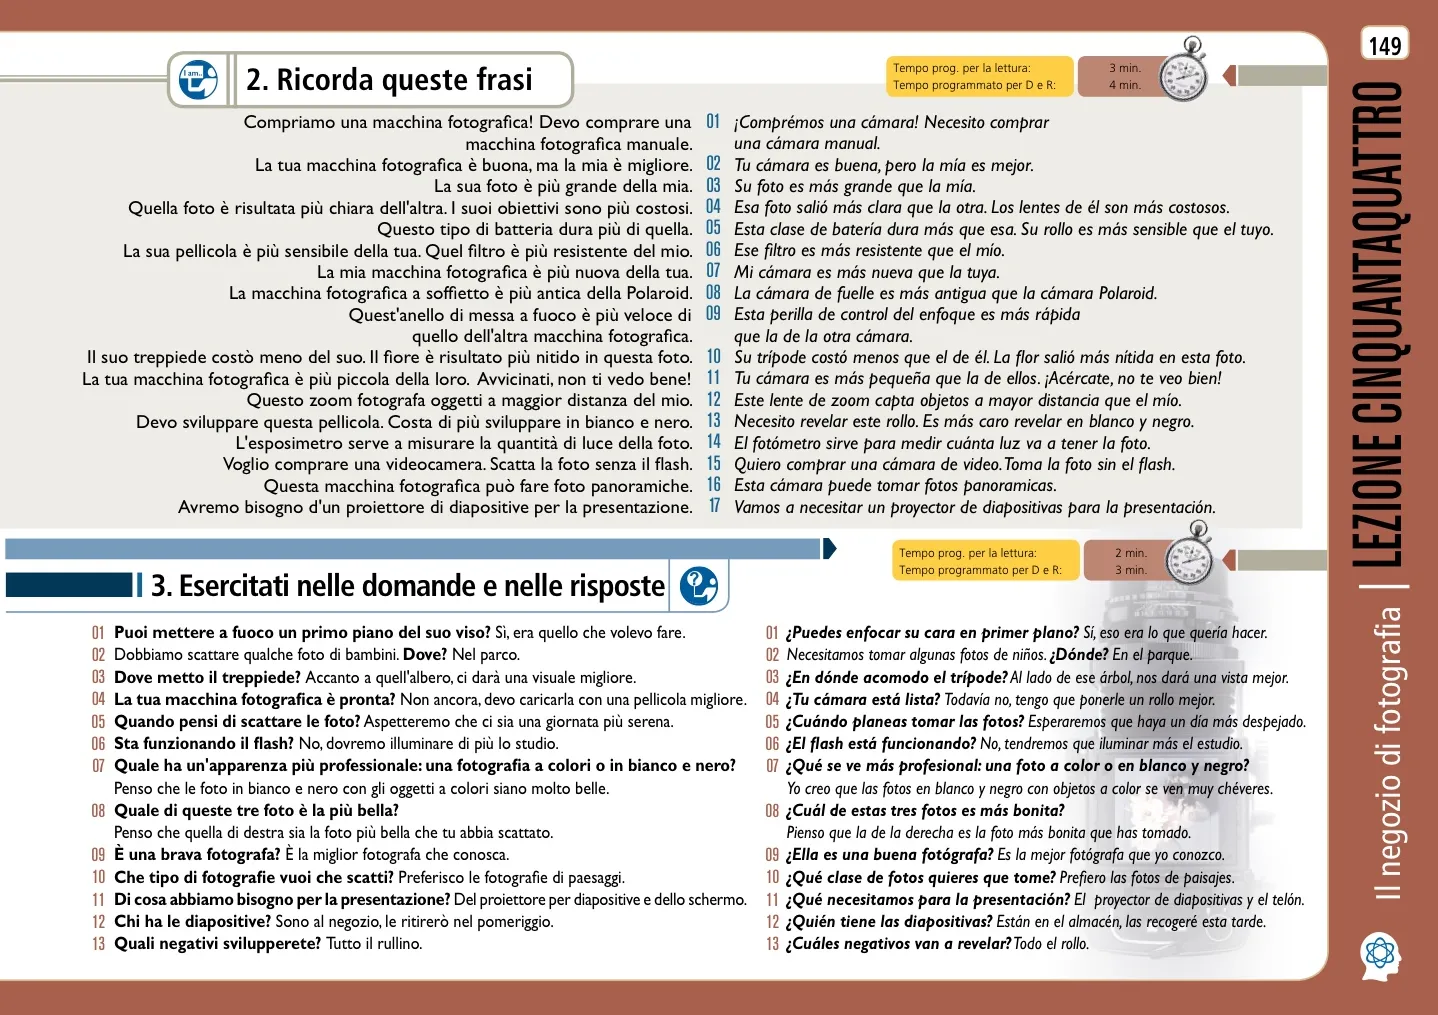 149
I am...
2. Ricorda queste frasi
Tempo prog. per la lettura: 3 min.
Tempo programmato per D e R: 4 min.
Compriamo una macchina fotografica! Devo comprare una 01 ¡Comprémos una cámara! Necesito comprar
macchina fotografica manuale. una cámara manual.
La tua macchina fotografica è buona, ma la mia è migliore. 02 Tu cámara es buena, pero la mía es mejor.
La sua foto è più grande della mia. 03 Su foto es más grande que la mía.
Quella foto è risultata più chiara dell'altra. I suoi obiettivi sono più costosi. 04 Esa foto salió más clara que la otra. Los lentes de él son más costosos.
Questo tipo di batteria dura più di quella. 05 Esta clase de batería dura más que esa. Su rollo es más sensible que el tuyo.
La sua pellicola è più sensibile della tua. Quel filtro è più resistente del mio. 06 Ese filtro es más resistente que el mío.
La mia macchina fotografica è più nuova della tua. 07 Mi cámara es más nueva que la tuya.
La macchina fotografica a soffietto è più antica della Polaroid. 08 La cámara de fuelle es más antigua que la cámara Polaroid.
Quest'anello di messa a fuoco è più veloce di 09 Esta perilla de control del enfoque es más rápida
quello dell'altra macchina fotografica. que la de la otra cámara.
Il suo treppiede costò meno del suo. Il fiore è risultato più nitido in questa foto. 10 Su trípode costó menos que el de él. La flor salió más nítida en esta foto.
La tua macchina fotografica è più piccola della loro. Avvicinati, non ti vedo bene! 11 Tu cámara es más pequeña que la de ellos. ¡Acércate, no te veo bien!
Questo zoom fotografa oggetti a maggior distanza del mio. 12 Este lente de zoom capta objetos a mayor distancia que el mío.
Devo sviluppare questa pellicola. Costa di più sviluppare in bianco e nero. 13 Necesito revelar este rollo. Es más caro revelar en blanco y negro.
L'esposimetro serve a misurare la quantità di luce della foto. 14 El fotómetro sirve para medir cuánta luz va a tener la foto.
Voglio comprare una videocamera. Scatta la foto senza il flash. 15 Quiero comprar una cámara de video. Toma la foto sin el flash.
Questa macchina fotografica può fare foto panoramiche. 16 Esta cámara puede tomar fotos panoramicas.
Avremo bisogno d'un proiettore di diapositive per la presentazione. 17 Vamos a necesitar un proyector de diapositivas para la presentación.
3. Esercitati nelle domande e nelle risposte
Tempo prog. per la lettura: 2 min.
Tempo programmato per D e R: 3 min.
01 Puoi mettere a fuoco un primo piano del suo viso? Sì, era quello che volevo fare.
02 Dobbiamo scattare qualche foto di bambini. Dove? Nel parco.
03 Dove metto il treppiede? Accanto a quell'albero, ci darà una visuale migliore.
04 La tua macchina fotografica è pronta? Non ancora, devo caricarla con una pellicola migliore.
05 Quando pensi di scattare le foto? Aspetteremo che ci sia una giornata più serena.
06 Sta funzionando il flash? No, dovremo illuminare di più lo studio.
07 Quale ha un'apparenza più professionale: una fotografia a colori o in bianco e nero?
Penso che le foto in bianco e nero con gli oggetti a colori siano molto belle.
08 Quale di queste tre foto è la più bella?
Penso che quella di destra sia la foto più bella che tu abbia scattato.
09 È una brava fotografa? È la miglior fotografa che conosca.
10 Che tipo di fotografie vuoi che scatti? Preferisco le fotografie di paesaggi.
11 Di cosa abbiamo bisogno per la presentazione? Del proiettore per diapositive e dello schermo.
12 Chi ha le diapositive? Sono al negozio, le ritirerò nel pomeriggio.
13 Quali negativi svilupperete? Tutto il rullino.
01 ¿Puedes enfocar su cara en primer plano? Sí, eso era lo que quería hacer.
02 Necesitamos tomar algunas fotos de niños. ¿Dónde? En el parque.
03 ¿En dónde acomodo el trípode? Al lado de ese árbol, nos dará una vista mejor.
04 ¿Tu cámara está lista? Todavía no, tengo que ponerle un rollo mejor.
05 ¿Cuándo planeas tomar las fotos? Esperaremos que haya un día más despejado.
06 ¿El flash está funcionando? No, tendremos que iluminar más el estudio.
07 ¿Qué se ve más profesional: una foto a color o en blanco y negro?
Yo creo que las fotos en blanco y negro con objetos a color se ven muy chéveres.
08 ¿Cuál de estas tres fotos es más bonita?
Pienso que la de la derecha es la foto más bonita que has tomado.
09 ¿Ella es una buena fotógrafa? Es la mejor fotógrafa que yo conozco.
10 ¿Qué clase de fotos quieres que tome? Prefiero las fotos de paisajes.
11 ¿Qué necesitamos para la presentación? El proyector de diapositivas y el telón.
12 ¿Quién tiene las diapositivas? Están en el almacén, las recogeré esta tarde.
13 ¿Cuáles negativos van a revelar? Todo el rollo.
Il negozio di fotografia | LEZIONE CINQUANTAQUATTRO